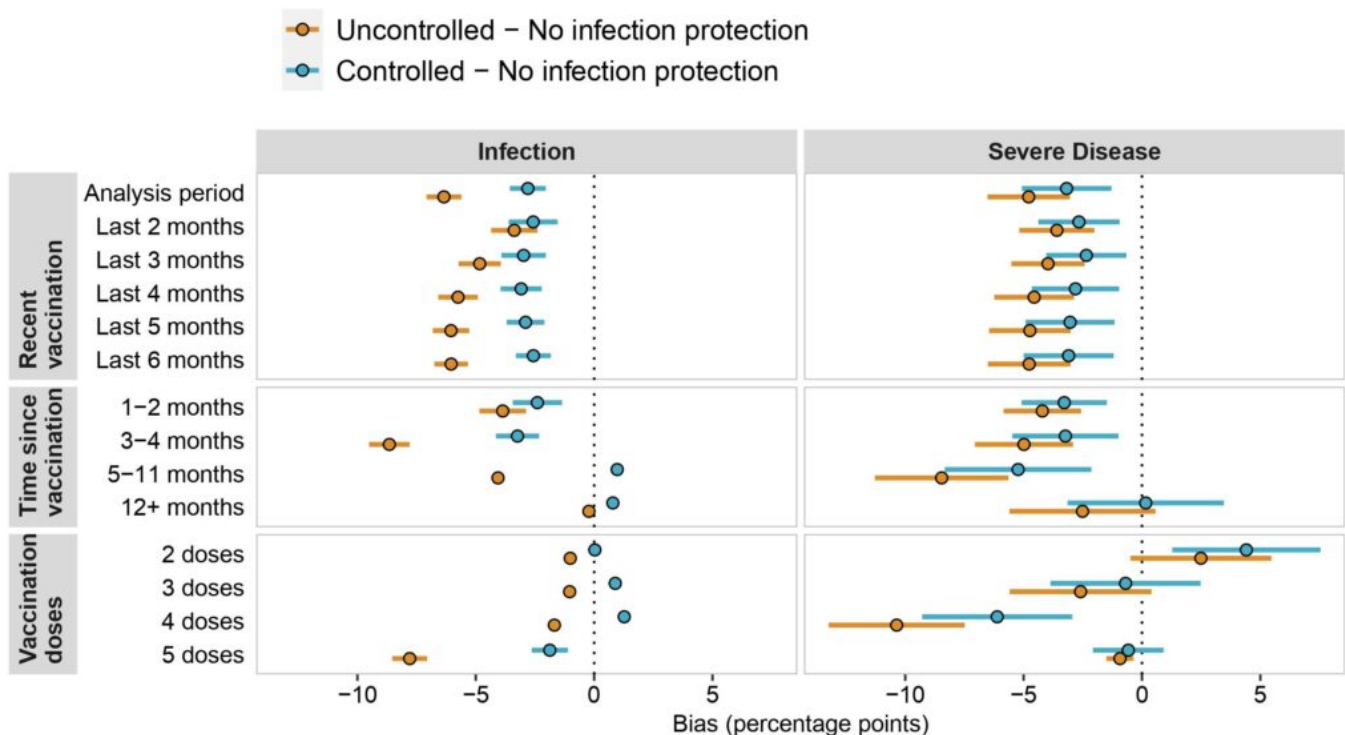 Uncontrolled − No infection protection
Controlled − No infection protection
Infection
Severe Disease
Recent
vaccination
Analysis period
Last 2 months
Last 3 months
Last 4 months
Last 5 months
Last 6 months
Time since
vaccination
1−2 months
3−4 months
5−11 months
12+ months
Vaccination
doses
2 doses
3 doses
4 doses
5 doses
−10 −5 0 5
−10 −5 0 5
Bias (percentage points)